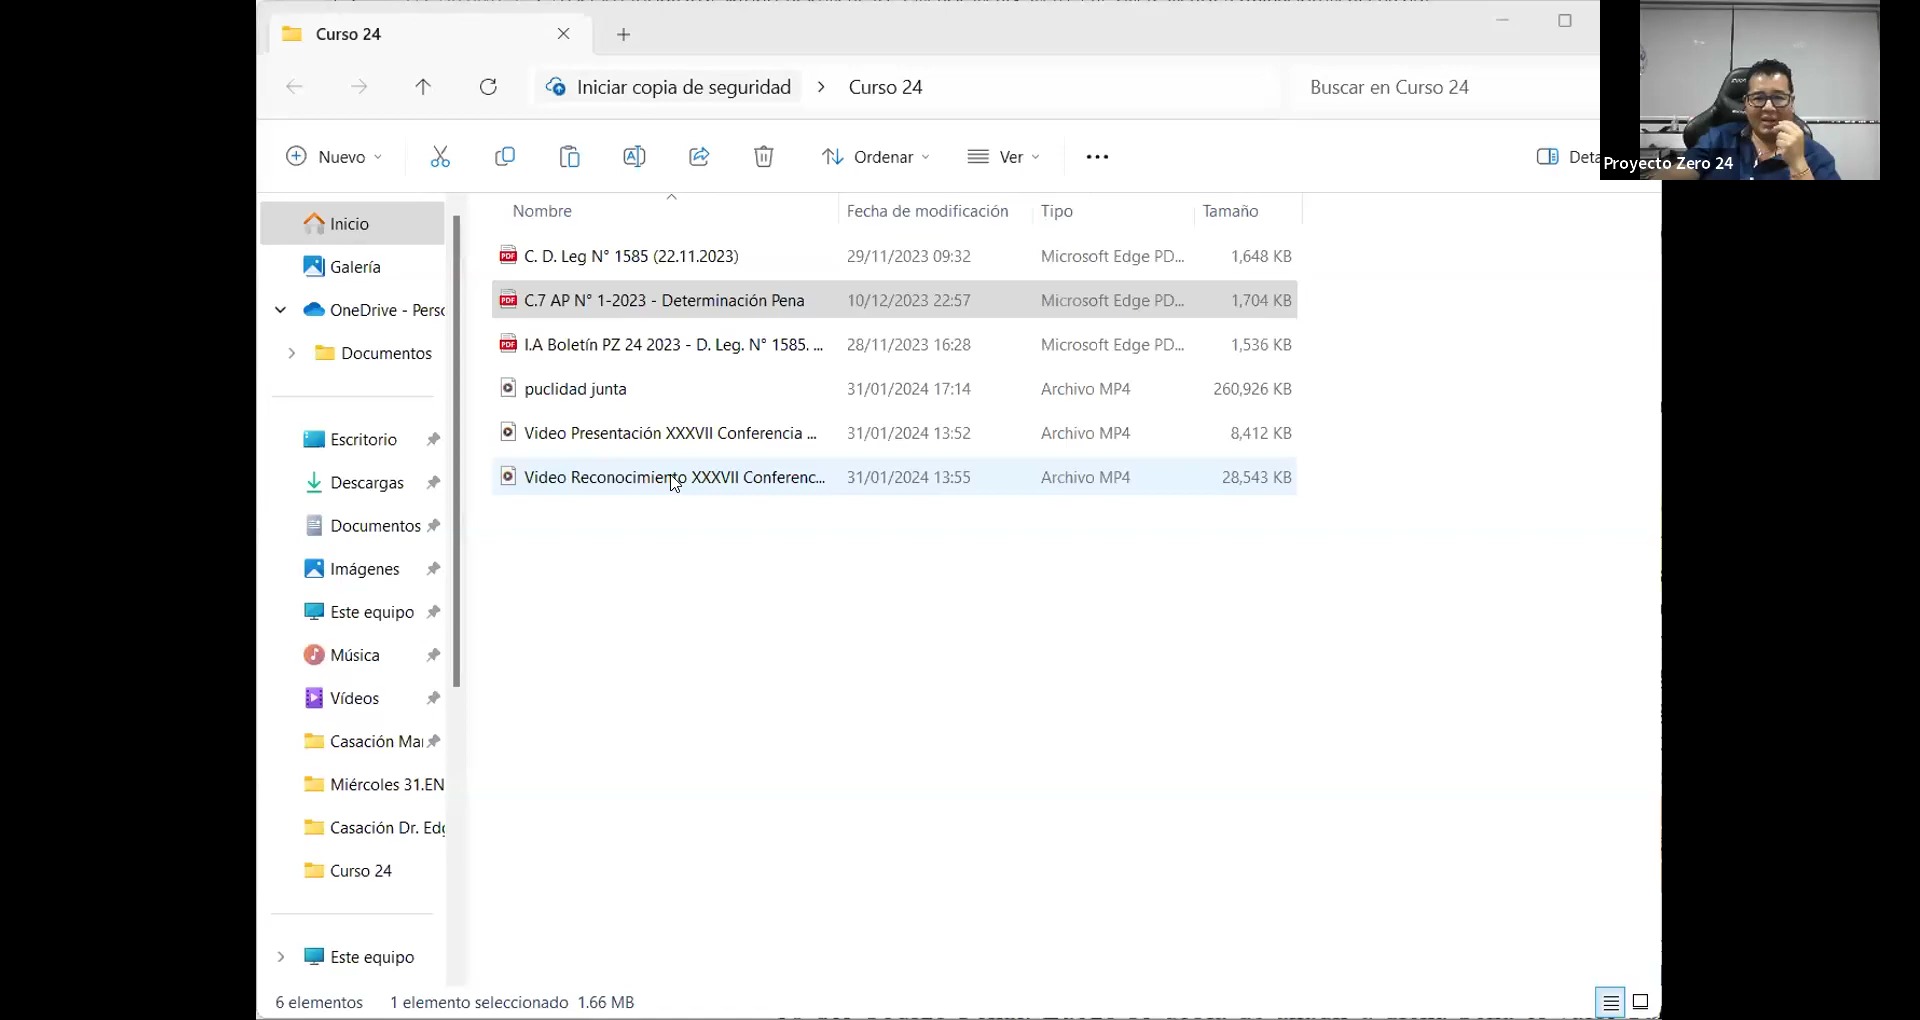 Curso 24
Iniciar copia de seguridad > Curso 24
Buscar en Curso 24
Nuevo
Ordenar
Ver
Deta
Proyecto Zero 24
Nombre
Fecha de modificación
Tipo
Tamaño
C. D. Leg N° 1585 (22.11.2023) 29/11/2023 09:32 Microsoft Edge PD... 1,648 KB
C.7 AP N° 1-2023 - Determinación Pena 10/12/2023 22:57 Microsoft Edge PD... 1,704 KB
I.A Boletín PZ 24 2023 - D. Leg. N° 1585. ... 28/11/2023 16:28 Microsoft Edge PD... 1,536 KB
puclidad junta 31/01/2024 17:14 Archivo MP4 260,926 KB
Video Presentación XXXVII Conferencia ... 31/01/2024 13:52 Archivo MP4 8,412 KB
Video Reconocimiento XXXVII Conferenc... 31/01/2024 13:55 Archivo MP4 28,543 KB
Inicio
Galería
OneDrive - Perso
Documentos
Escritorio
Descargas
Documentos
Imágenes
Este equipo
Música
Vídeos
Casación Mar
Miércoles 31.EN
Casación Dr. Edg
Curso 24
Este equipo
6 elementos
1 elemento seleccionado 1.66 MB